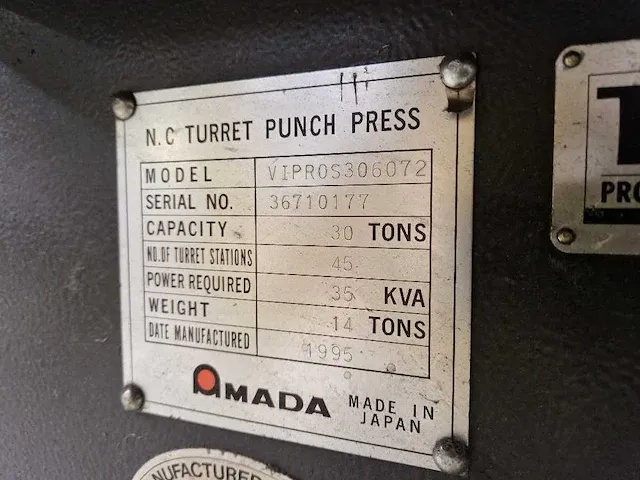 N.C TURRET PUNCH PRESS
MODEL VIPROS306072
SERIAL NO. 36710177
CAPACITY 30 TONS
NO.OF TURRET STATIONS 45
POWER REQUIRED 35 KVA
WEIGHT 14 TONS
DATE MANUFACTURED 1995
AMADA MADE IN
JAPAN
PRO